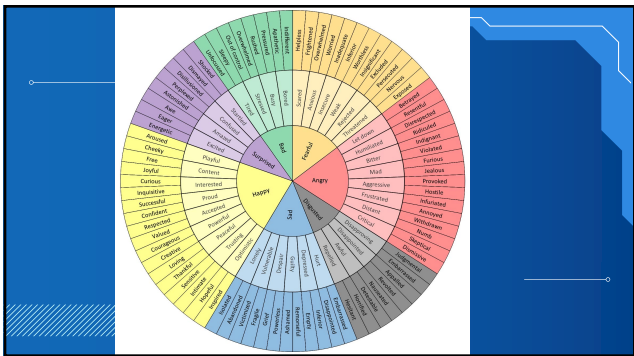 Fearful
Angry
Disgusted
Sad
Happy
Surprised
Bad
Scared
Anxious
Insecure
Weak
Rejected
Threatened
Let down
Humiliated
Bitter
Mad
Aggressive
Frustrated
Distant
Critical
Disapproving
Disappointed
Awful
Repelled
Hurt
Depressed
Guilty
Despair
Vulnerable
Lonely
Optimistic
Trusting
Peaceful
Powerful
Accepted
Proud
Interested
Content
Playful
Excited
Amazed
Confused
Startled
Tired
Stressed
Busy
Bored
Helpless
Frightened
Overwhelmed
Worried
Inadequate
Inferior
Worthless
Insignificant
Excluded
Persecuted
Nervous
Exposed
Betrayed
Resentful
Disrespected
Ridiculed
Indignant
Violated
Furious
Jealous
Provoked
Hostile
Infuriated
Annoyed
Withdrawn
Numb
Skeptical
Dismissive
Judgmental
Embarrassed
Appalled
Revolted
Nauseated
Detestable
Horrified
Hesitant
Embarrassed
Disappointed
Inferior
Empty
Remorseful
Ashamed
Powerless
Grief
Fragile
Victimized
Abandoned
Isolated
Inspired
Hopeful
Intimate
Sensitive
Thankful
Loving
Creative
Courageous
Valued
Respected
Confident
Successful
Inquisitive
Curious
Joyful
Free
Cheeky
Aroused
Energetic
Eager
Awe
Astonished
Perplexed
Disillusioned
Dismayed
Shocked
Unfocused
Sleepy
Out of control
Overwhelmed
Rushed
Pressured
Apathetic
Indifferent